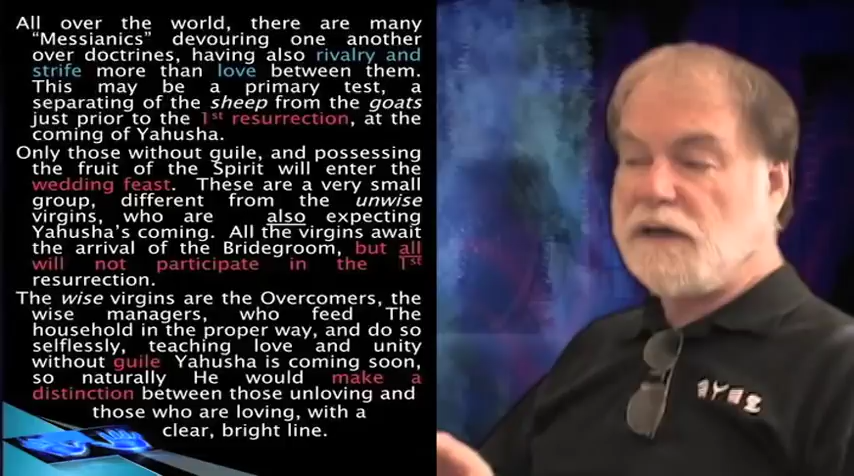 All over the world, there are many
“Messianics” devouring one another
over doctrines, having also rivalry and
strife more than love between them.
This may be a primary test, a
separating of the sheep from the goats
just prior to the 1st resurrection, at the
coming of Yahusha.
Only those without guile, and possessing
the fruit of the Spirit will enter the
wedding feast. These are a very small
group, different from the unwise
virgins, who are also expecting
Yahusha’s coming. All the virgins await
the arrival of the Bridegroom, but all
will not participate in the 1st
resurrection.
The wise virgins are the Overcomers, the
wise managers, who feed The
household in the proper way, and do so
selflessly, teaching love and unity
without guile Yahusha is coming soon,
so naturally He would make a
distinction between those unloving and
those who are loving, with a
clear, bright line.